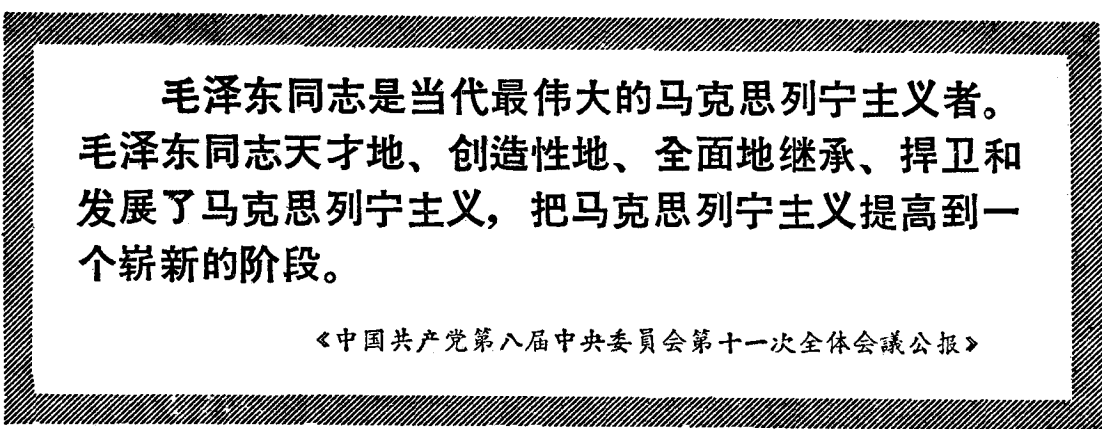 毛泽东同志是当代最伟大的马克思列宁主义者。
毛泽东同志天才地、创造性地、全面地继承、捍卫和
发展了马克思列宁主义，把马克思列宁主义提高到一
个崭新的阶段。
《中国共产党第八届中央委員会第十一次全体会議公报》